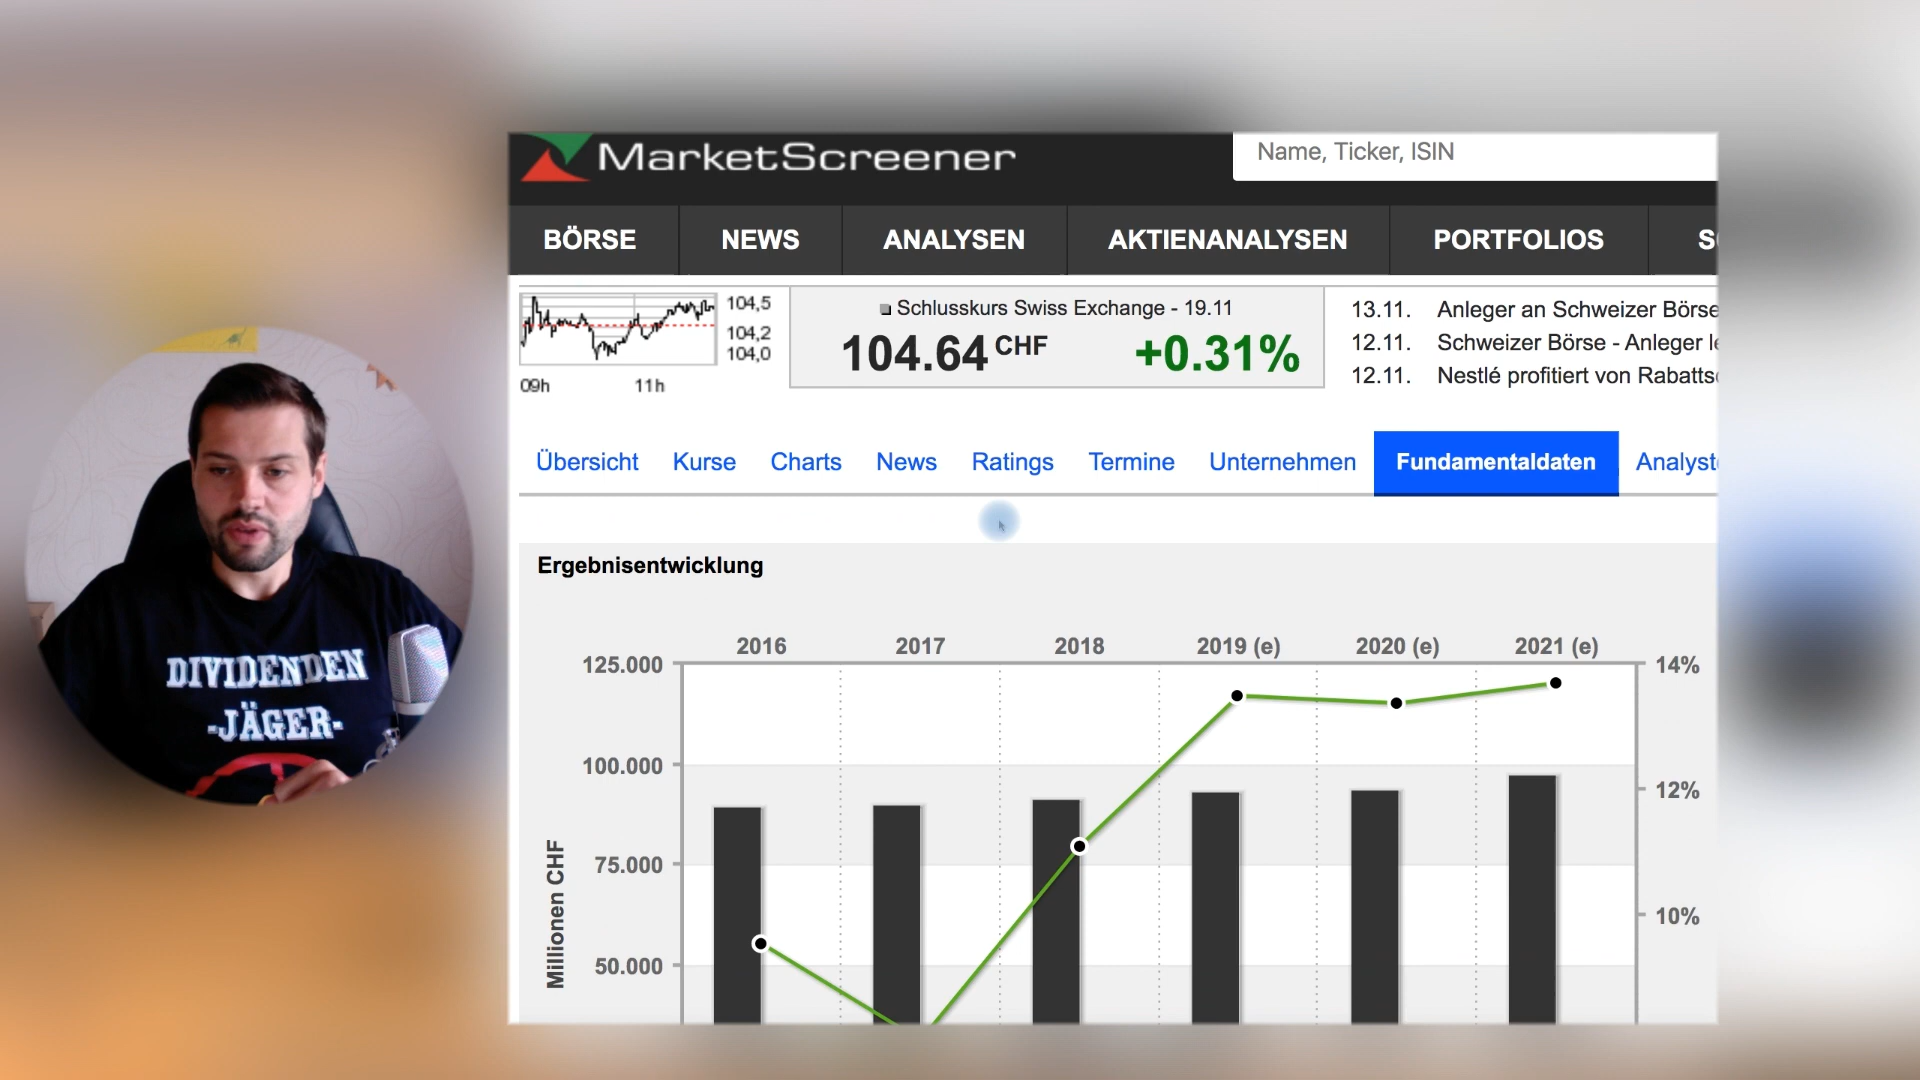 MarketScreener
Name, Ticker, ISIN
BÖRSE NEWS ANALYSEN AKTIENANALYSEN PORTFOLIOS
104,5
104,2
104,0
09h 11h
Schlusskurs Swiss Exchange - 19.11
104.64 CHF +0.31%
13.11. Anleger an Schweizer Börse
12.11. Schweizer Börse - Anleger
12.11. Nestlé profitiert von
Übersicht Kurse Charts News Ratings Termine Unternehmen Fundamentaldaten
Ergebnisentwicklung
2016 2017 2018 2019 (e) 2020 (e) 2021 (e)
125.000
100.000
75.000
50.000
Millionen CHF
14%
12%
10%
DIVIDENDEN
-JÄGER-